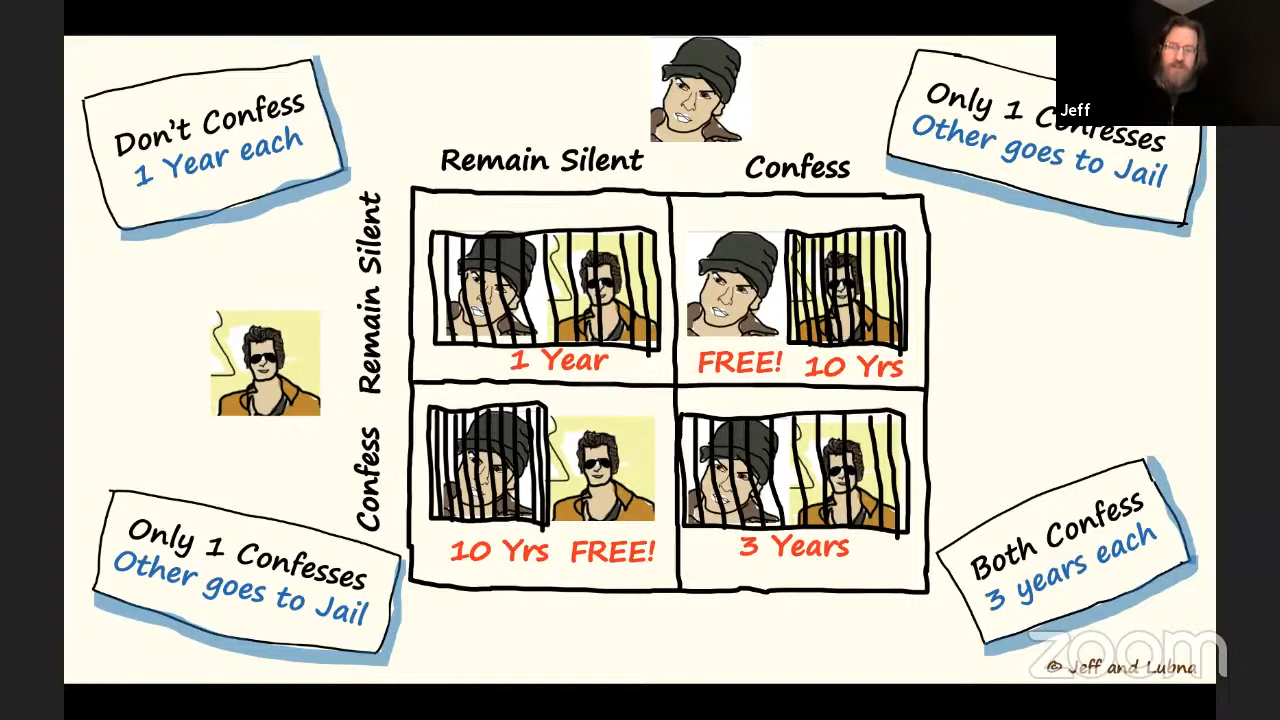 Don't Confess
1 Year each
Only 1 Confesses
Other goes to Jail
Jeff
Remain Silent
Confess
Remain Silent
Confess
1 Year
FREE!
10 Yrs
10 Yrs
FREE!
3 Years
Only 1 Confesses
Other goes to Jail
Both Confess
3 years each
zoom
© Jeff and Lubna